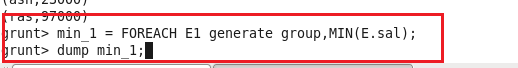 (ras,97000)
grunt> min_1 = FOREACH E1 generate group,MIN(E.sal);
grunt> dump min_1;